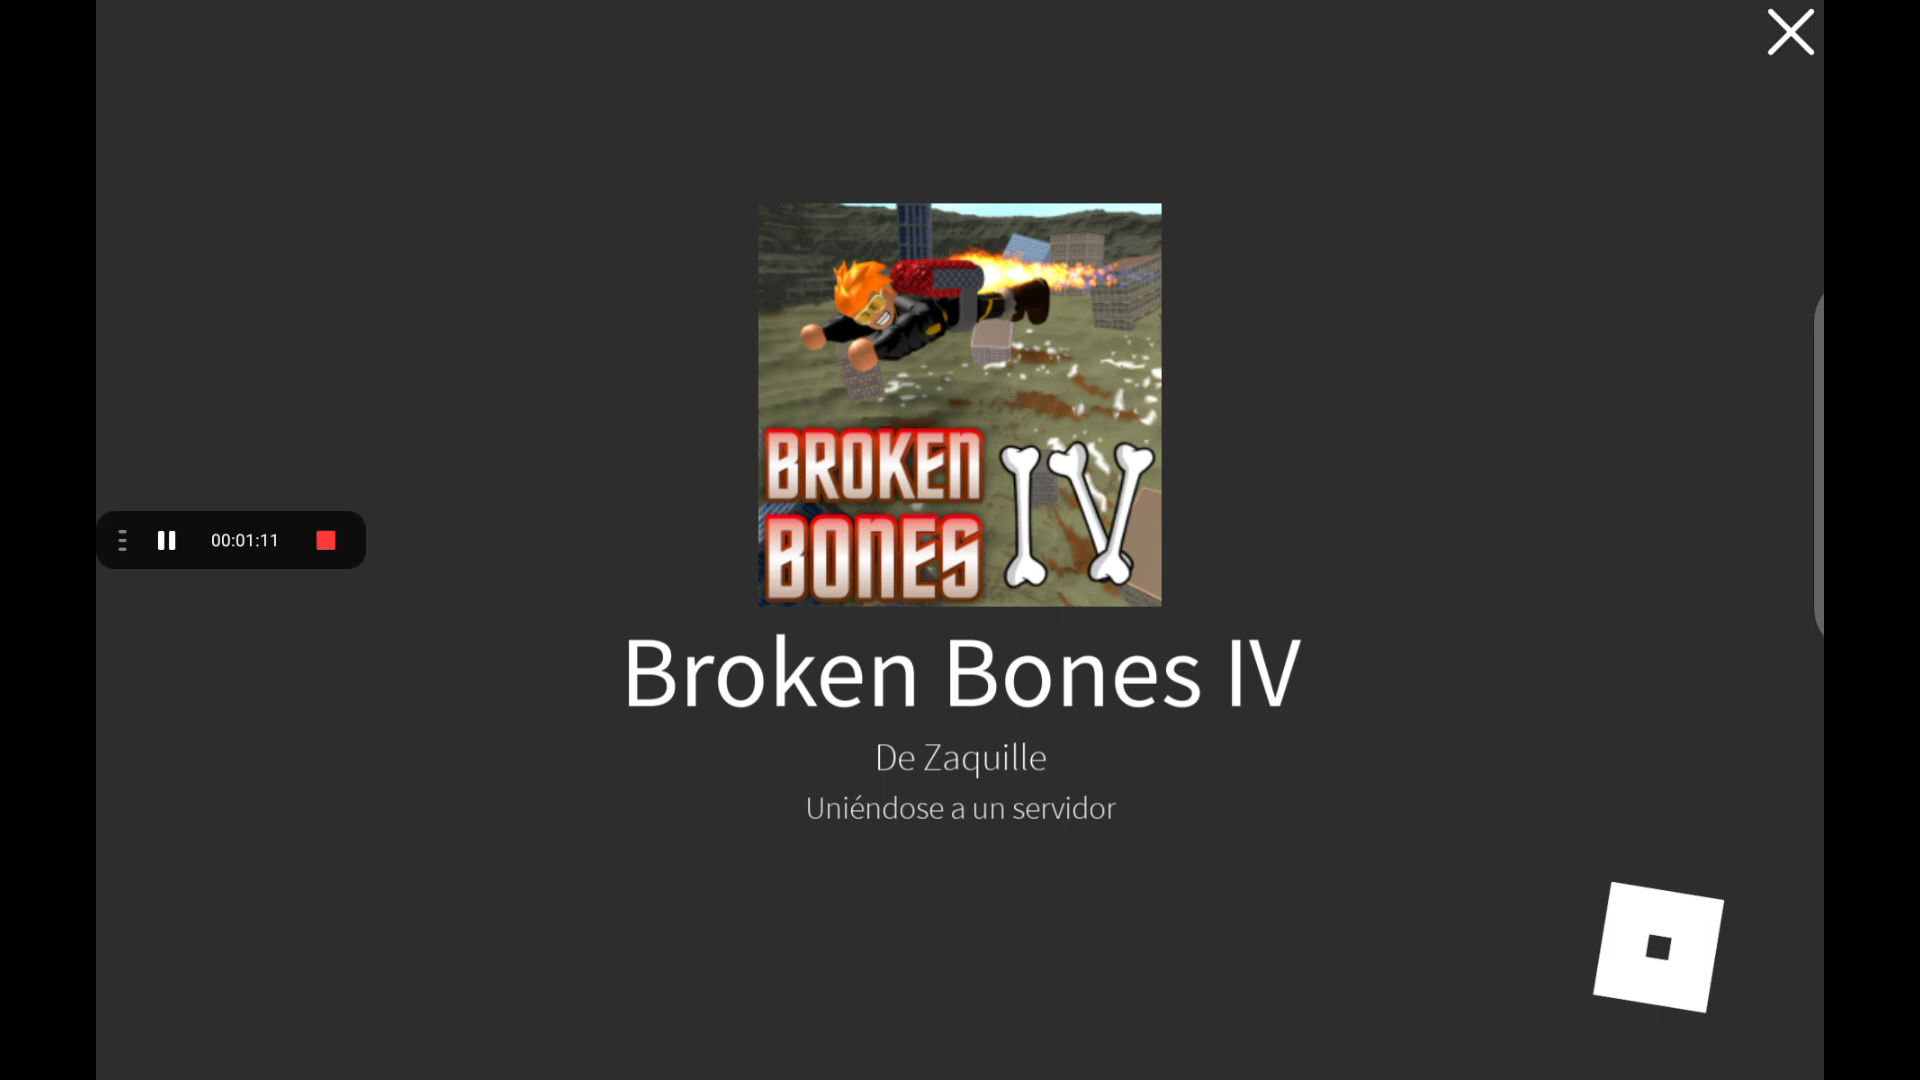 BROKEN
BONES IV
00:01:11
Broken Bones IV
De Zaquille
Uniéndose a un servidor